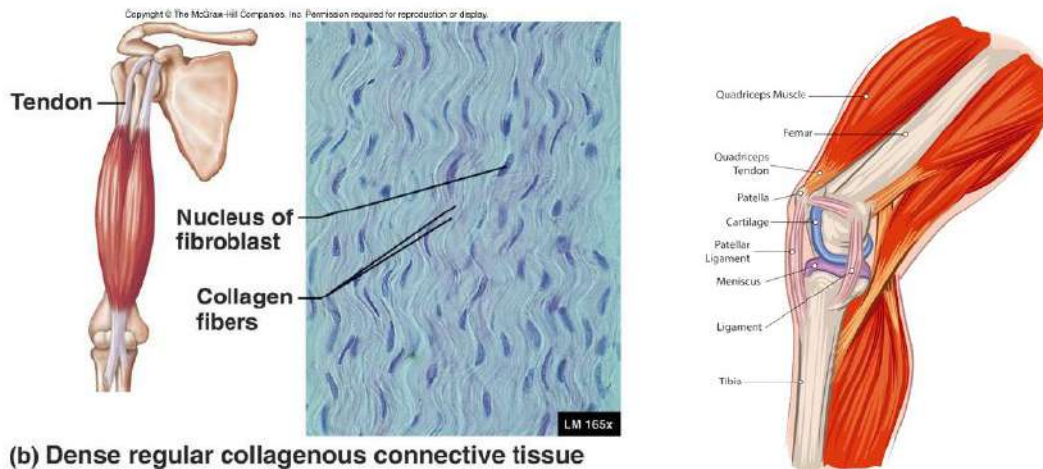 Copyright © The McGraw-Hill Companies, Inc. Permission required for reproduction or display.
Tendon
Nucleus of
fibroblast
Collagen
fibers
LM 165x
(b) Dense regular collagenous connective tissue
Quadriceps Muscle
Femur
Quadriceps
Tendon
Patella
Cartilage
Patellar
Ligament
Meniscus
Ligament
Tibia